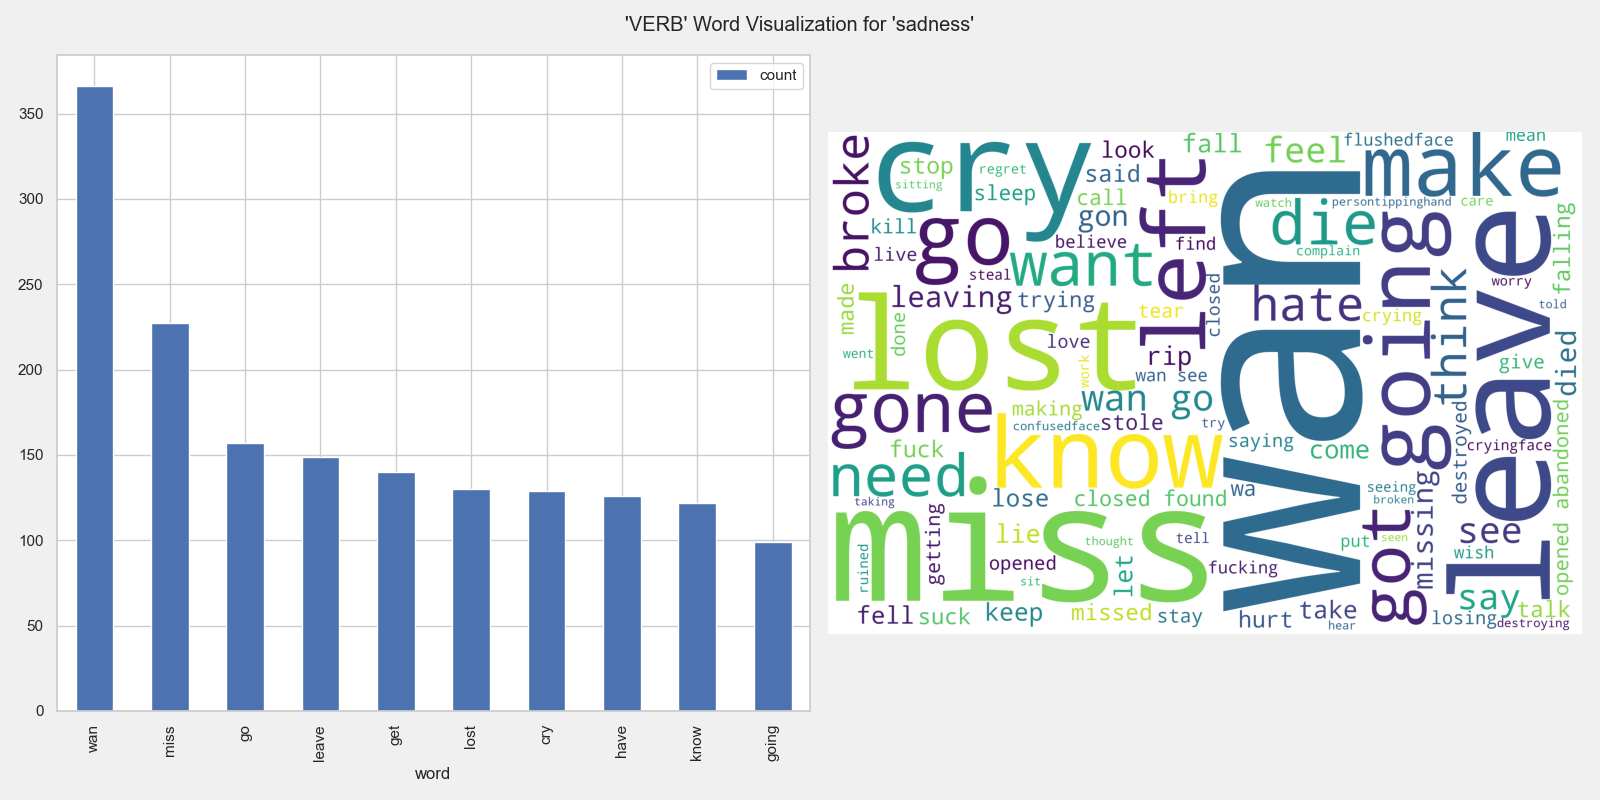 'VERB' Word Visualization for 'sadness'
count
350
300
250
200
150
100
50
0
wan
miss
go
leave
get
lost
cry
have
know
going
word
broke
cry
stop
regret
sitting
sleep
look
said
call
fall
feel
flushedface
mean
make
left
bring
kill
live
go
gon
believe
find
steal
want
wan
watch
persontippinghand
care
die
complain
going
leave
falling
worry
told
made
leaving
trying
closed
tear
hate
crying
think
lost
went
done
love
work
rip
wan see
give
died
gone
making
wan go
confusedface
stole
try
know
saying
come
destroyed
cryingface
fuck
need
taking
lose
closed found
wa
seeing
broken
missing
opened abandoned
miss
getting
lie
thought
tell
got
put
seen
see
wish
ruined
opened
sit
let
fucking
say
talk
fell
suck
keep
missed
stay
hurt
take
hear
losing
destroying